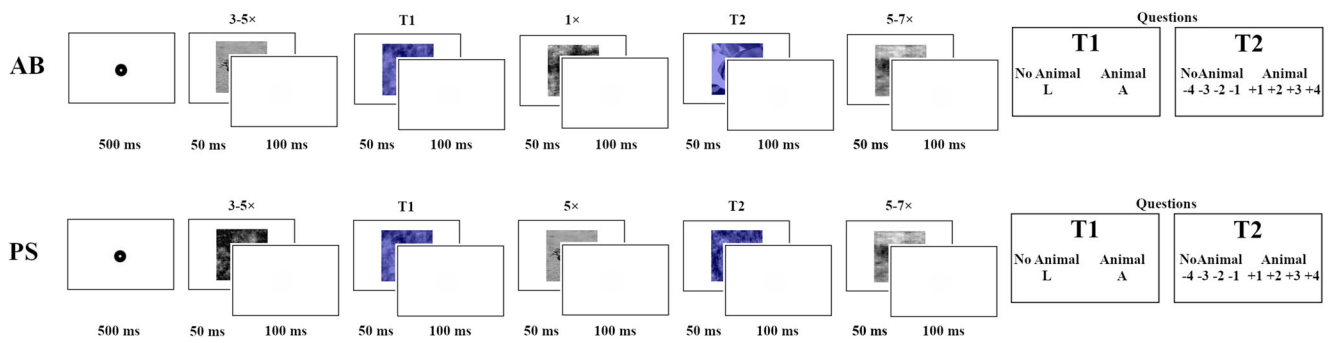 3-5× T1 1× T2 5-7× Questions
AB T1 T2
No Animal Animal NoAnimal Animal
L A -4 -3 -2 -1 +1 +2 +3 +4
500 ms 50 ms 100 ms 50 ms 100 ms 50 ms 100 ms 50 ms 100 ms 50 ms 100 ms
3-5× T1 5× T2 5-7× Questions
PS T1 T2
No Animal Animal NoAnimal Animal
L A -4 -3 -2 -1 +1 +2 +3 +4
500 ms 50 ms 100 ms 50 ms 100 ms 50 ms 100 ms 50 ms 100 ms 50 ms 100 ms